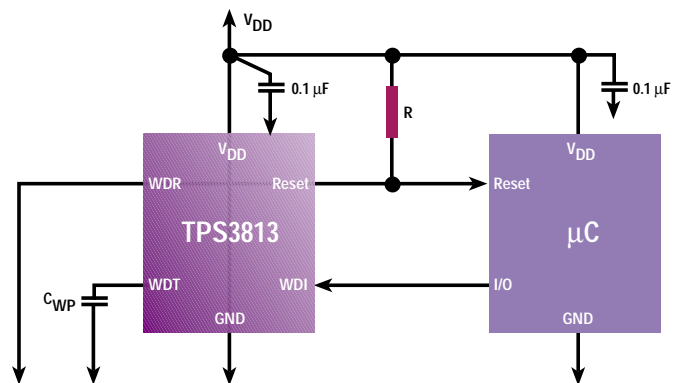 VDD
0.1 μF
0.1 μF
R
VDD
VDD
WDR
Reset
Reset
TPS3813
μC
CWP
WDT
WDI
I/O
GND
GND